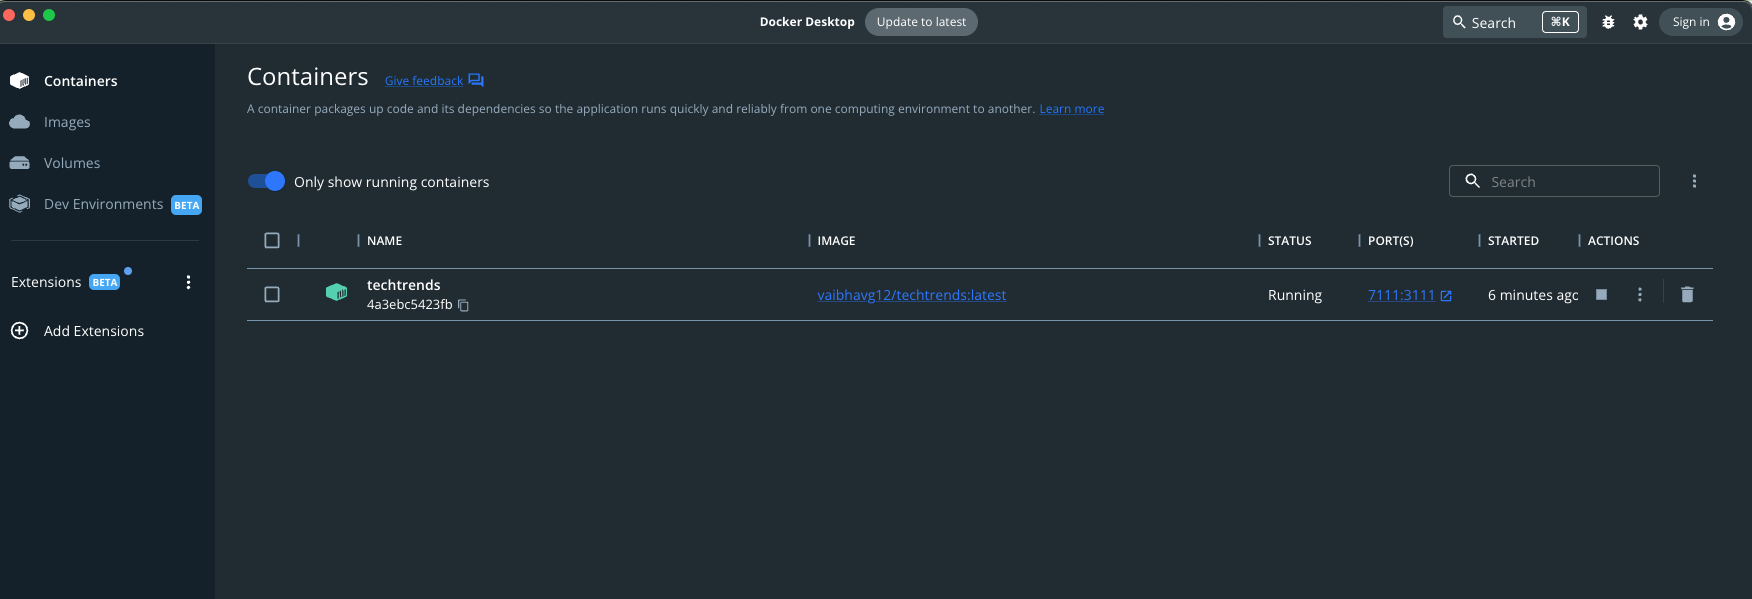 Docker Desktop Update to latest Search ⌘K Sign in
Containers
Images
Volumes
Dev Environments BETA
Extensions BETA
Add Extensions
Containers Give feedback
A container packages up code and its dependencies so the application runs quickly and reliably from one computing environment to another. Learn more
Only show running containers Search
NAME IMAGE STATUS PORT(S) STARTED ACTIONS
techtrends
4a3ebc5423fb
vaibhavg12/techtrends:latest Running 7111:3111 6 minutes ago